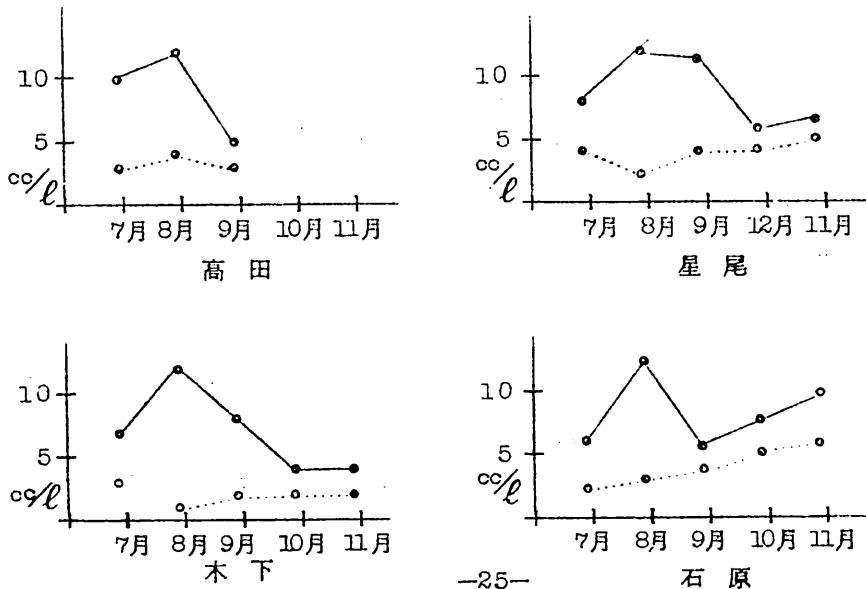 10
5
cc/ℓ
7月 8月 9月 10月 11月
高田
10
5
cc/ℓ
7月 8月 9月 12月 11月
星尾
10
5
cc/ℓ
7月 8月 9月 10月 11月
木下
10
5
cc/ℓ
7月 8月 9月 10月 11月
石原
—25—